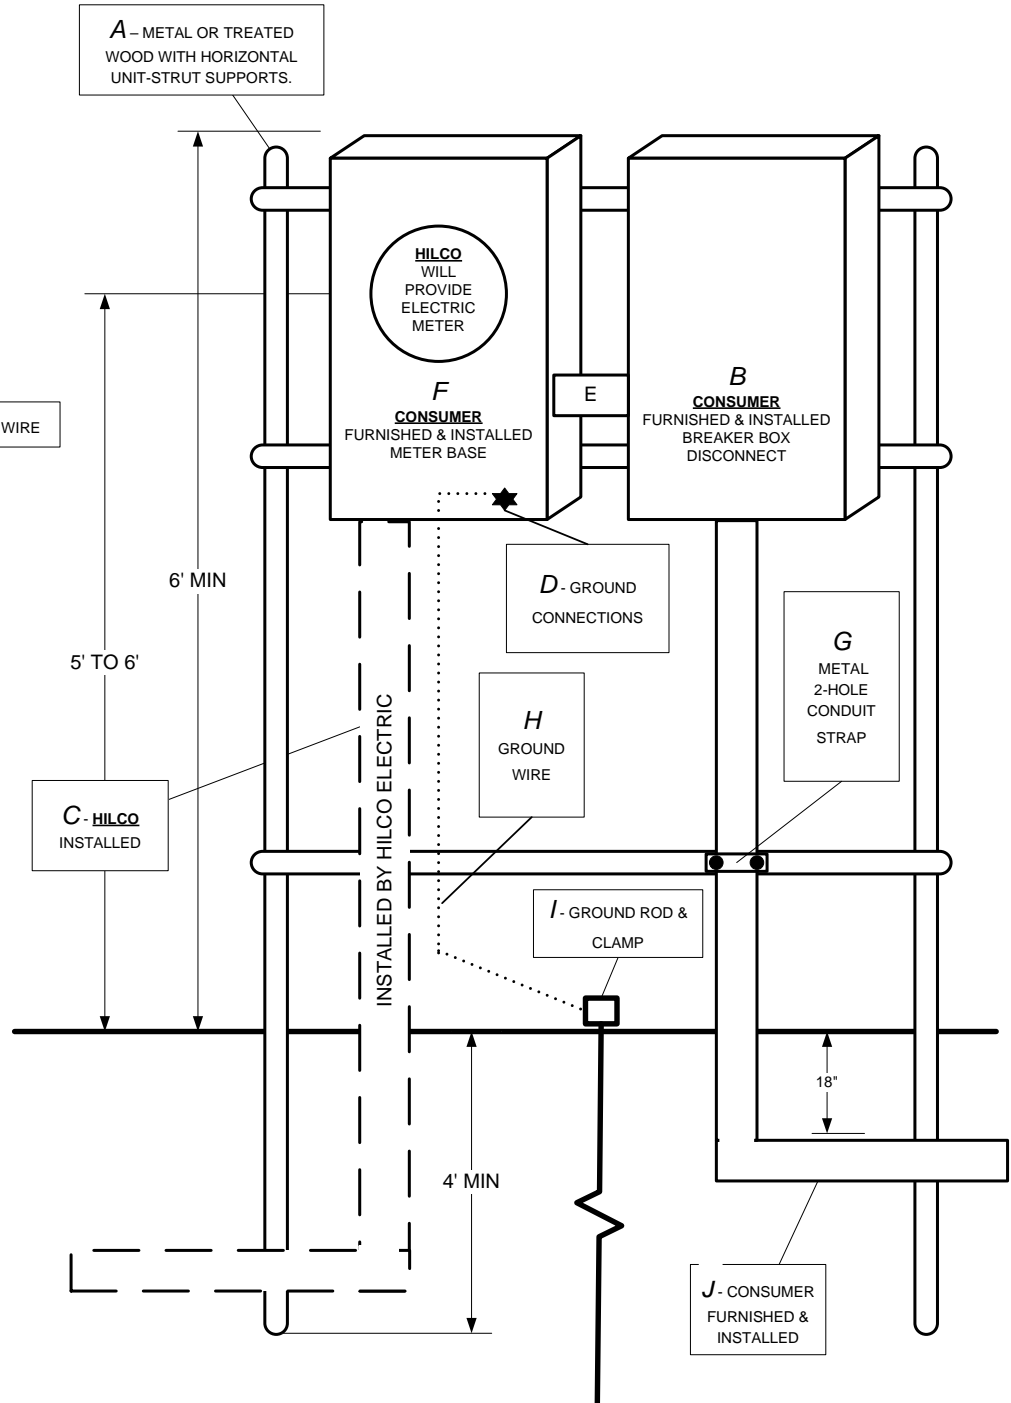 A – METAL OR TREATED
WOOD WITH HORIZONTAL
UNIT-STRUT SUPPORTS.
HILCO
WILL
PROVIDE
ELECTRIC
METER
F
CONSUMER
FURNISHED & INSTALLED
METER BASE
E
B
CONSUMER
FURNISHED & INSTALLED
BREAKER BOX
DISCONNECT
WIRE
6' MIN
5' TO 6'
D - GROUND
CONNECTIONS
G
METAL
2-HOLE
CONDUIT
STRAP
H
GROUND
WIRE
C - HILCO
INSTALLED
INSTALLED BY HILCO ELECTRIC
I - GROUND ROD &
CLAMP
18"
4' MIN
J - CONSUMER
FURNISHED &
INSTALLED